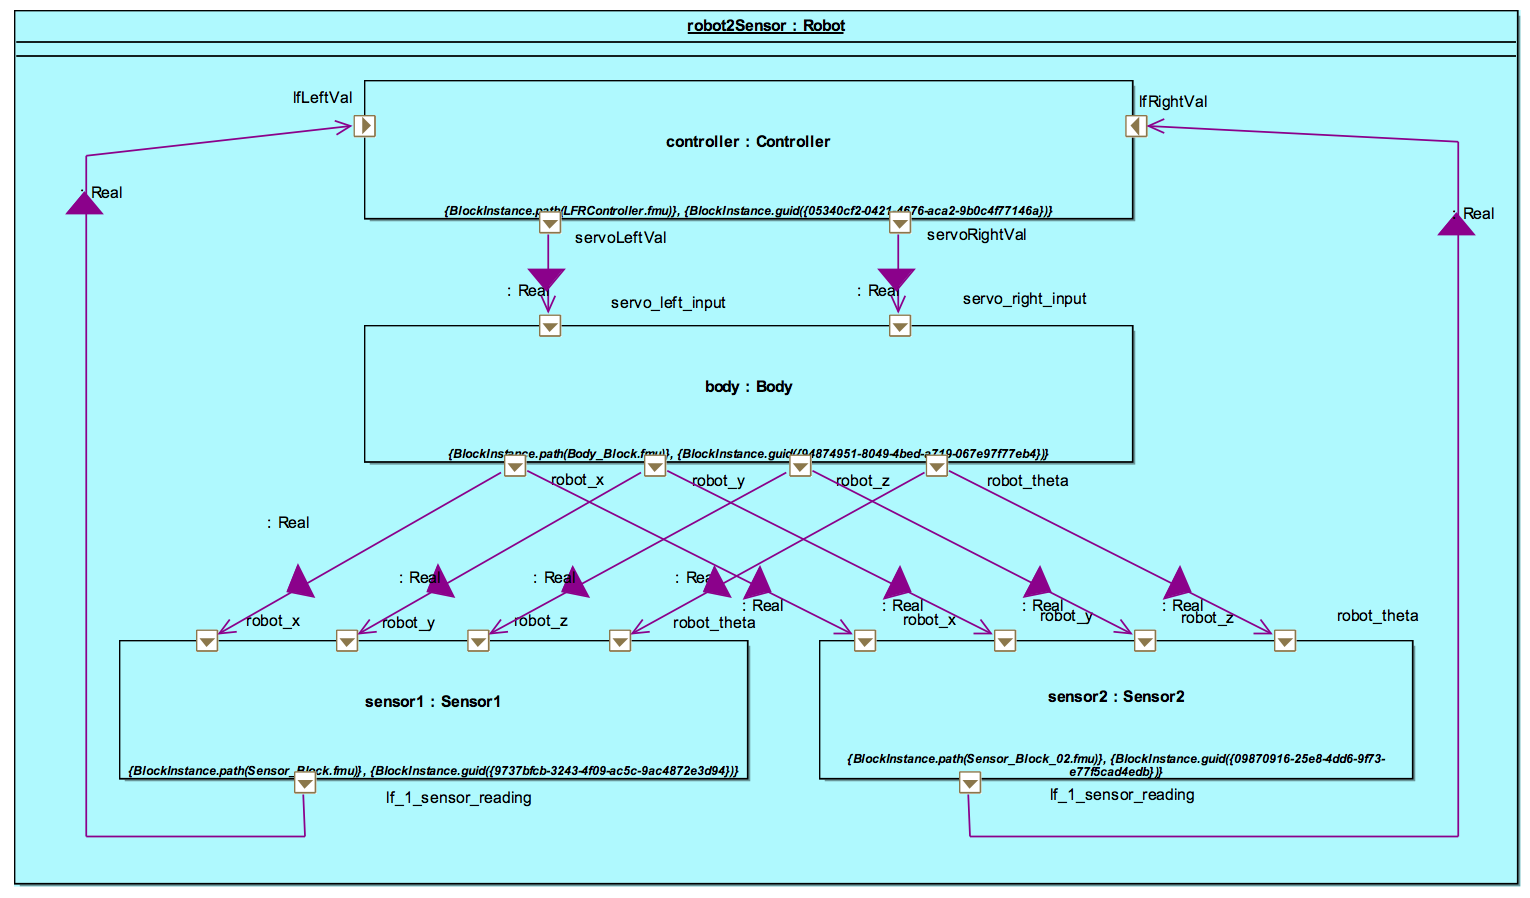 robot2Sensor : Robot
lfLeftVal
lfRightVal
controller : Controller
: Real
: Real
{BlockInstance.path(LFRController.fmu)}, {BlockInstance.guid({05340cf2-0421-4676-aca2-9b0c4f77146a})}
servoLeftVal
servoRightVal
: Real
: Real
servo_left_input
servo_right_input
body : Body
{BlockInstance.path(Body_Block.fmu)}, {BlockInstance.guid({94874951-8049-4bed-a719-067e97f77eb4})}
robot_x
robot_y
robot_z
robot_theta
: Real
: Real
: Real
: Real
: Real
: Real
: Real
: Real
robot_x
robot_y
robot_z
robot_theta
robot_x
robot_y
robot_z
robot_theta
sensor1 : Sensor1
sensor2 : Sensor2
{BlockInstance.path(Sensor_Block.fmu)}, {BlockInstance.guid({9737bfcb-3243-4f09-ac5c-9ac4872e3d94})}
{BlockInstance.path(Sensor_Block_02.fmu)}, {BlockInstance.guid({09870916-25e8-4dd6-9f73-
e77f5cad4edb})}
lf_1_sensor_reading
lf_1_sensor_reading